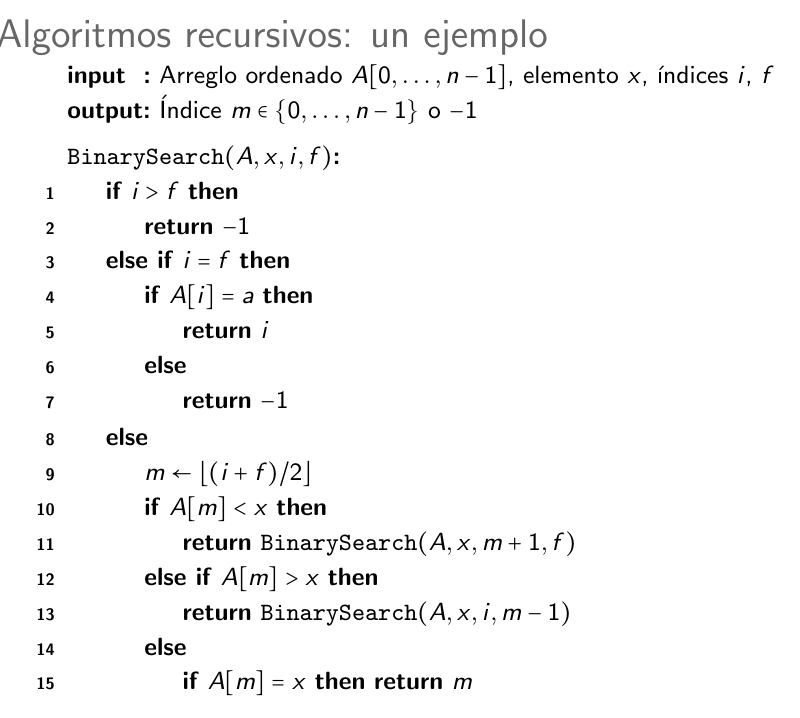 Algoritmos recursivos: un ejemplo
input : Arreglo ordenado A[0, . . . , n − 1], elemento x, índices i, f
output: Índice m ∈ {0, . . . , n − 1} o −1
BinarySearch(A, x, i, f):
1 if i > f then
2 return −1
3 else if i = f then
4 if A[i] = a then
5 return i
6 else
7 return −1
8 else
9 m ← ⌊(i + f)/2⌋
10 if A[m] < x then
11 return BinarySearch(A, x, m + 1, f)
12 else if A[m] > x then
13 return BinarySearch(A, x, i, m − 1)
14 else
15 if A[m] = x then return m